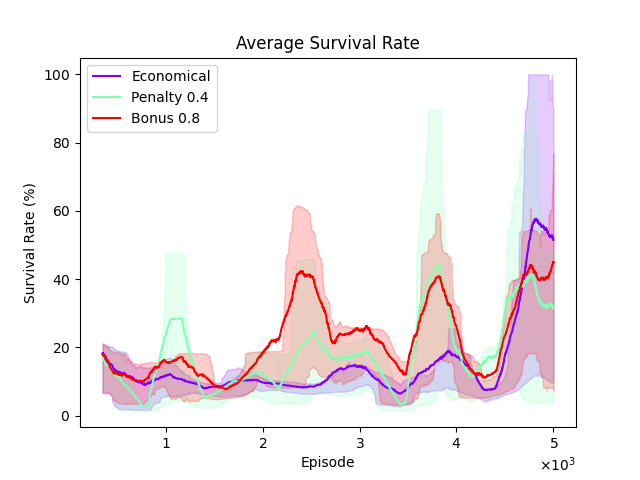 Average Survival Rate
Economical
Penalty 0.4
Bonus 0.8
Survival Rate (%)
100
80
60
40
20
0
1 2 3 4 5
Episode
×10³